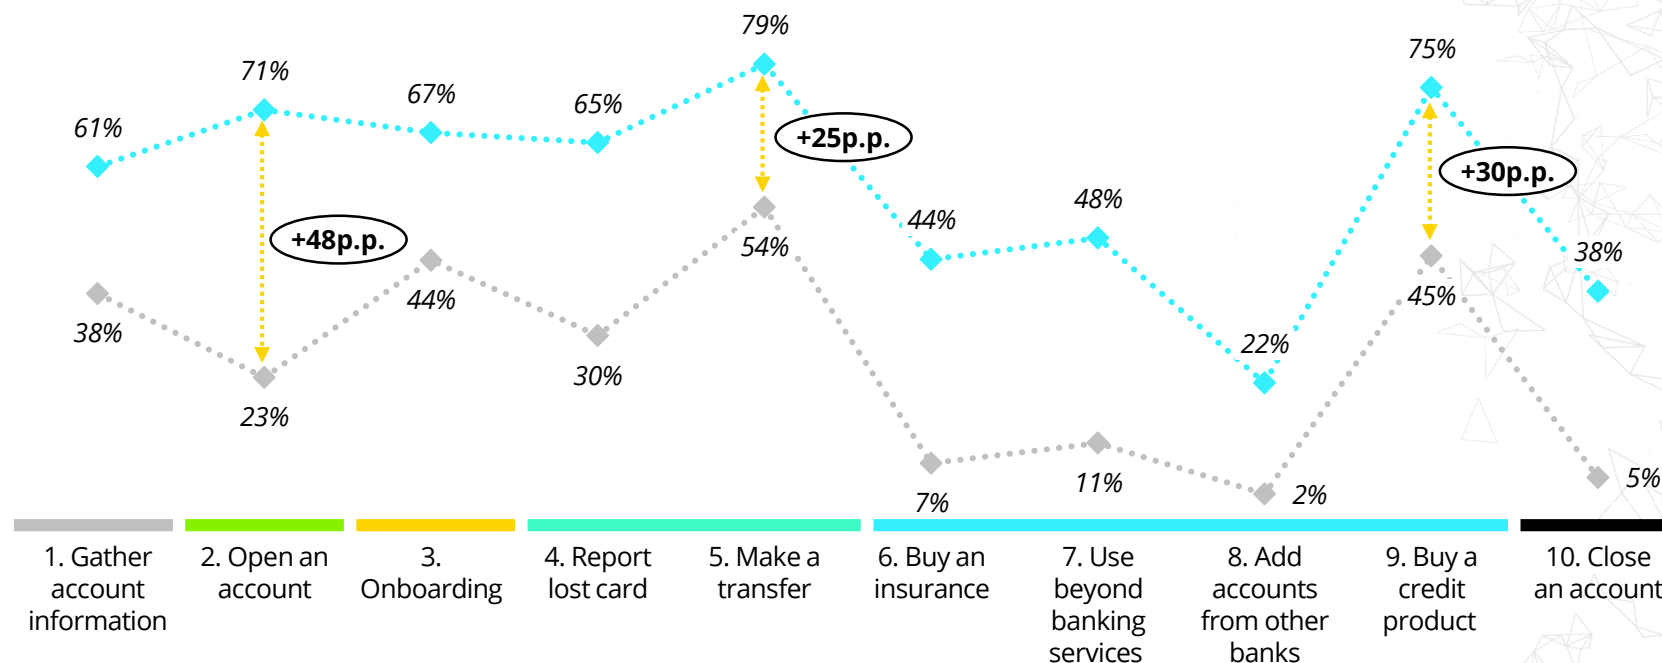 79%
75%
71%
67%
65%
61%
+25p.p.
+30p.p.
48%
44%
+48p.p.
54%
38%
44%
45%
38%
22%
30%
23%
11%
7%
2%
5%
1. Gather
account
information
2. Open an
account
3.
Onboarding
4. Report
lost card
5. Make a
transfer
6. Buy an
insurance
7. Use
beyond
banking
services
8. Add
accounts
from other
banks
9. Buy a
credit
product
10. Close
an account